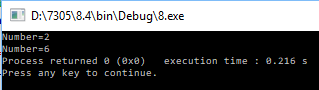 D:\7305\8.4\bin\Debug\8.exe
Number=2
Number=6
Process returned 0 (0x0)   execution time : 0.216 s
Press any key to continue.